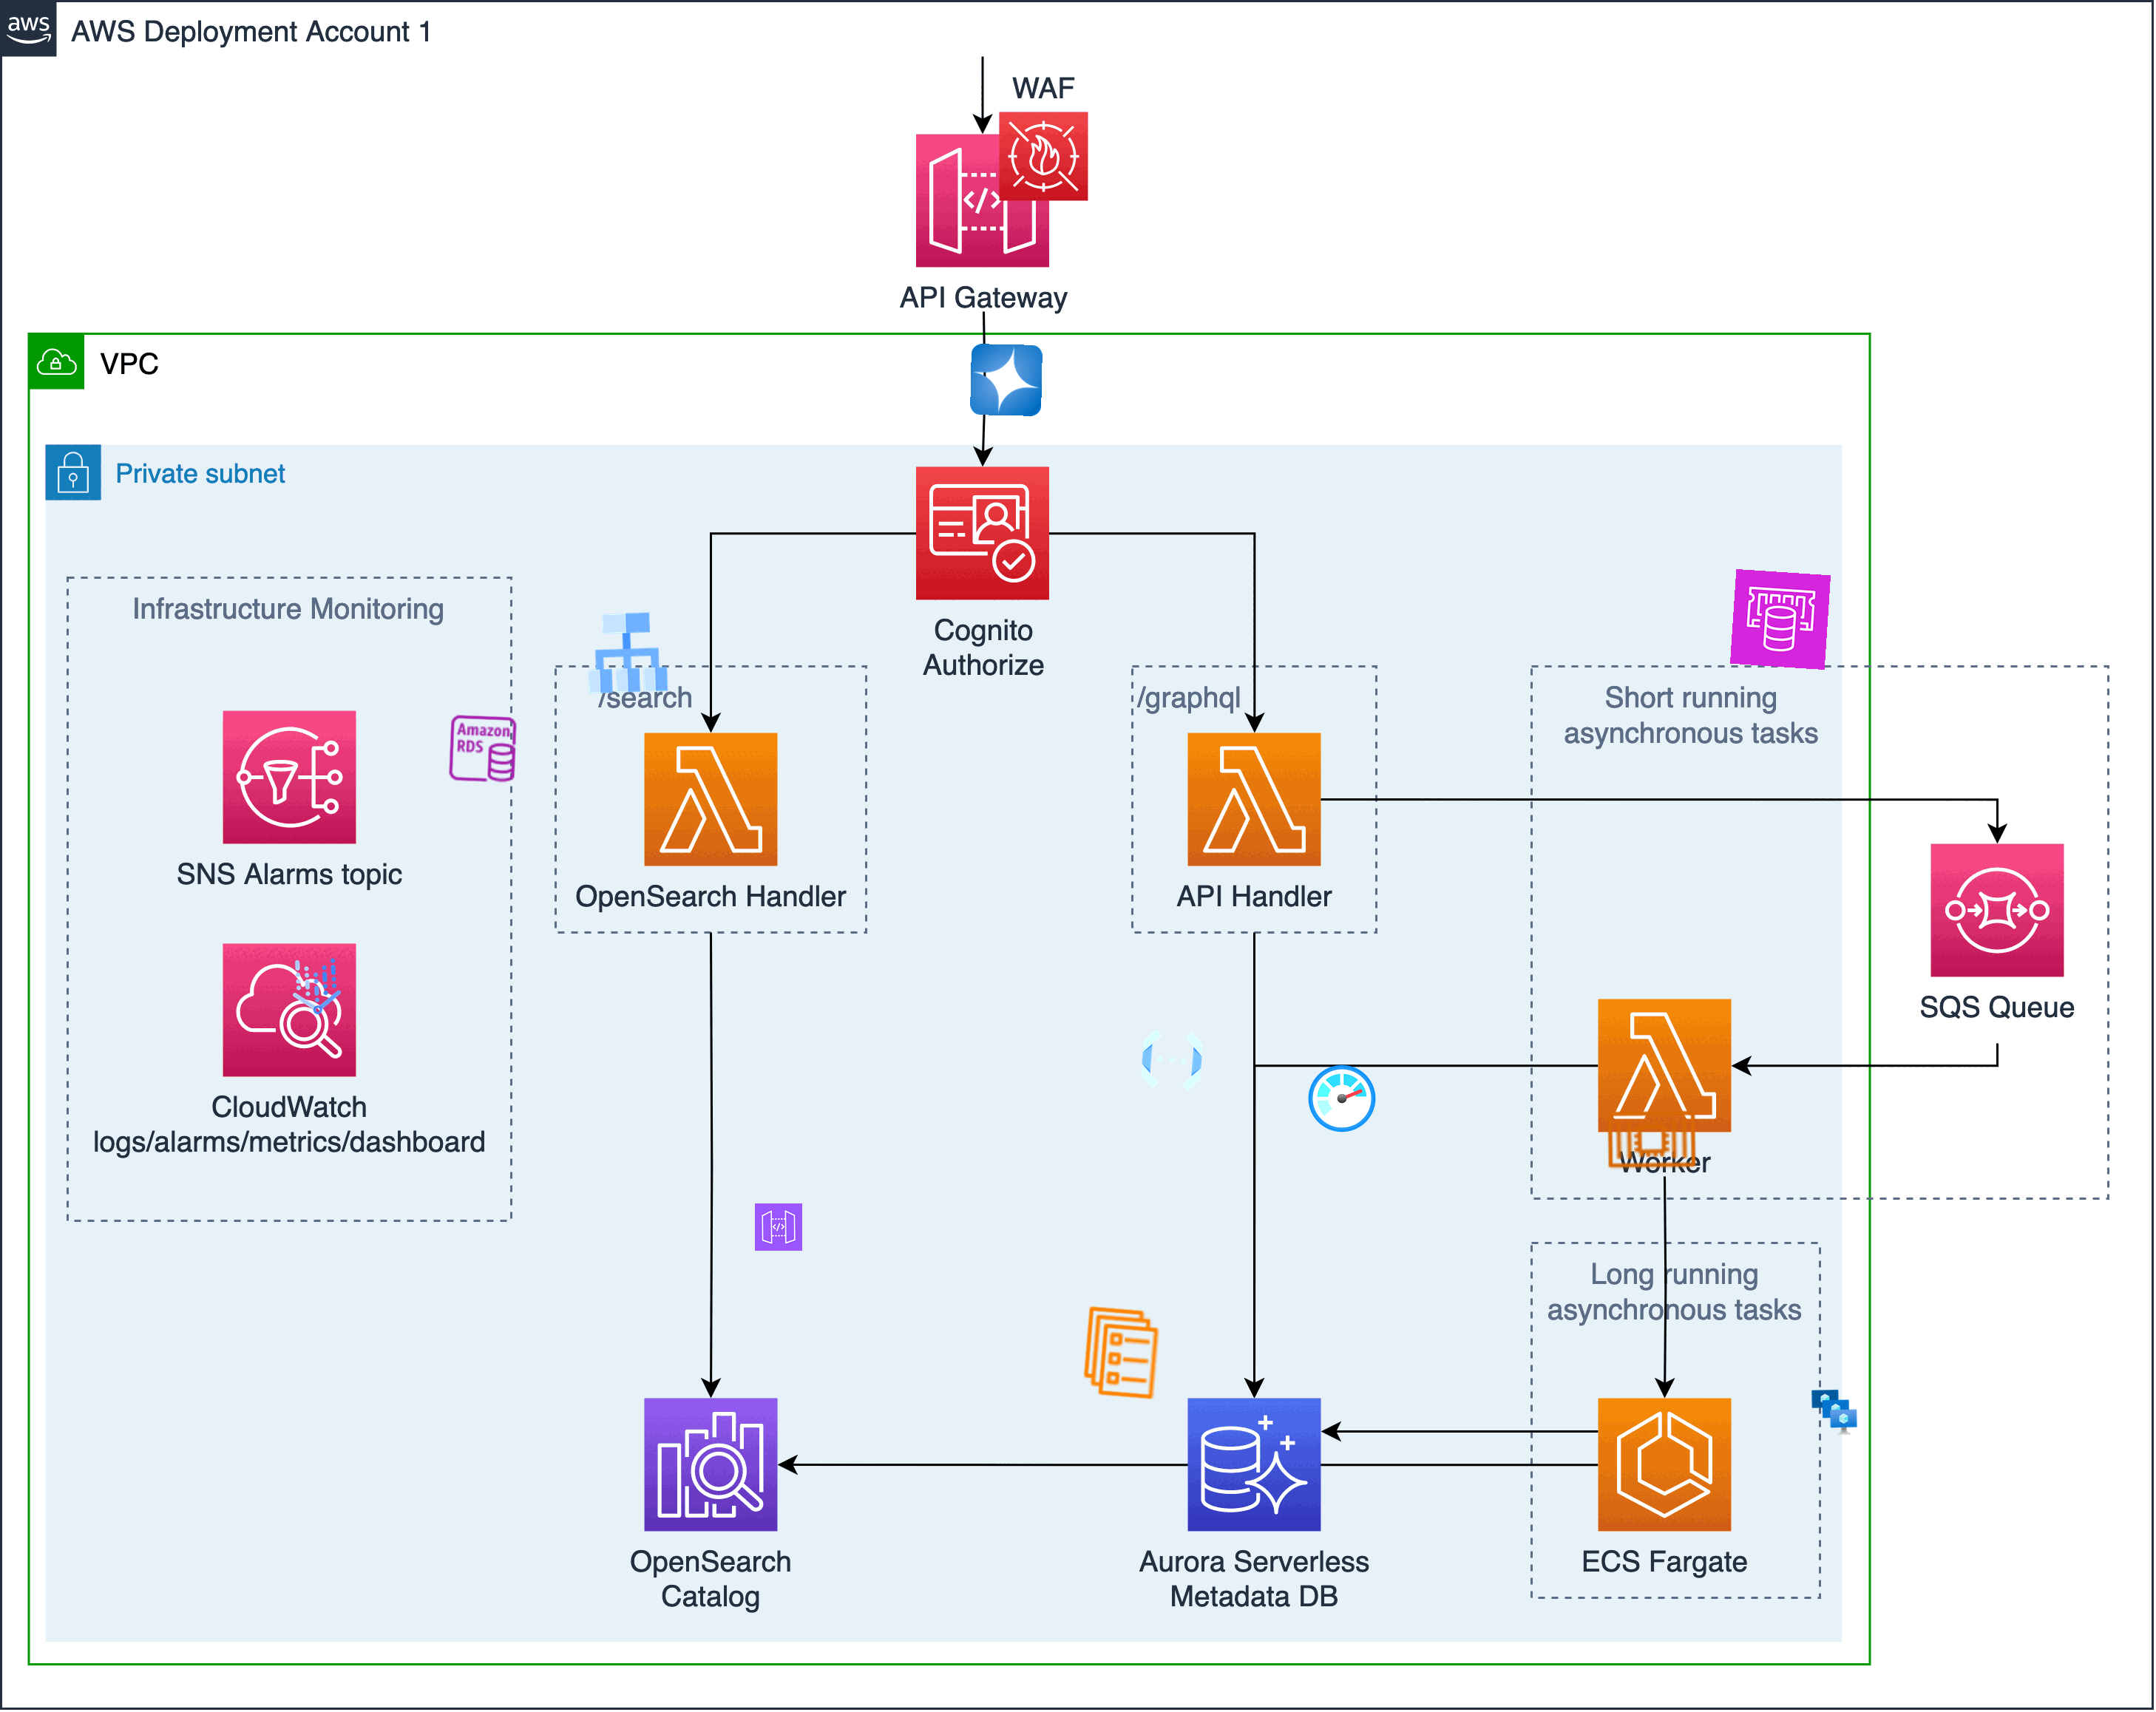 aws
AWS Deployment Account 1
WAF
API Gateway
VPC
Private subnet
Cognito
Authorize
Infrastructure Monitoring
/search
/graphql
Short running
asynchronous tasks
Amazon
RDS
SNS Alarms topic
OpenSearch Handler
API Handler
SQS Queue
CloudWatch
logs/alarms/metrics/dashboard
Worker
Long running
asynchronous tasks
OpenSearch
Catalog
Aurora Serverless
Metadata DB
ECS Fargate